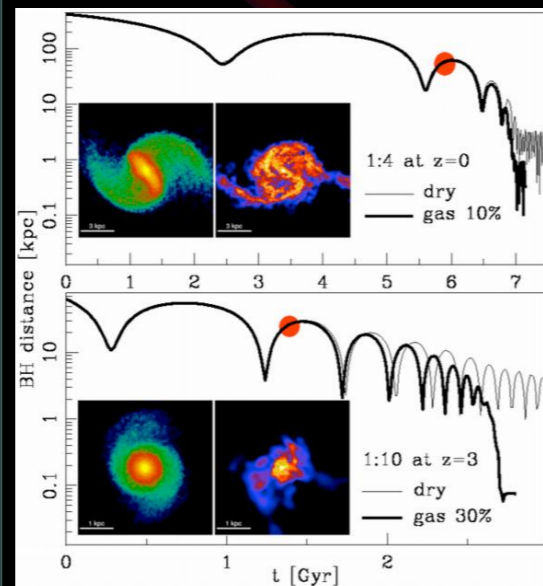 100
10
1
0.1
1:4 at z=0
dry
gas 10%
3 kpc
3 kpc
0 1 2 3 4 5 6 7
BH distance [kpc]
10
1
0.1
1:10 at z=3
dry
gas 30%
1 kpc
1 kpc
0 1 2
t [Gyr]